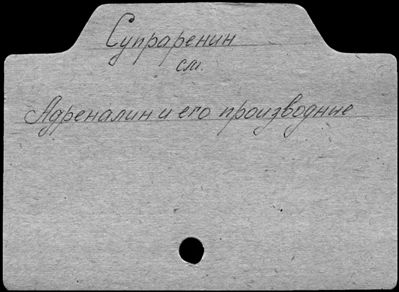 Супраренин
см.
Адреналин и его производные